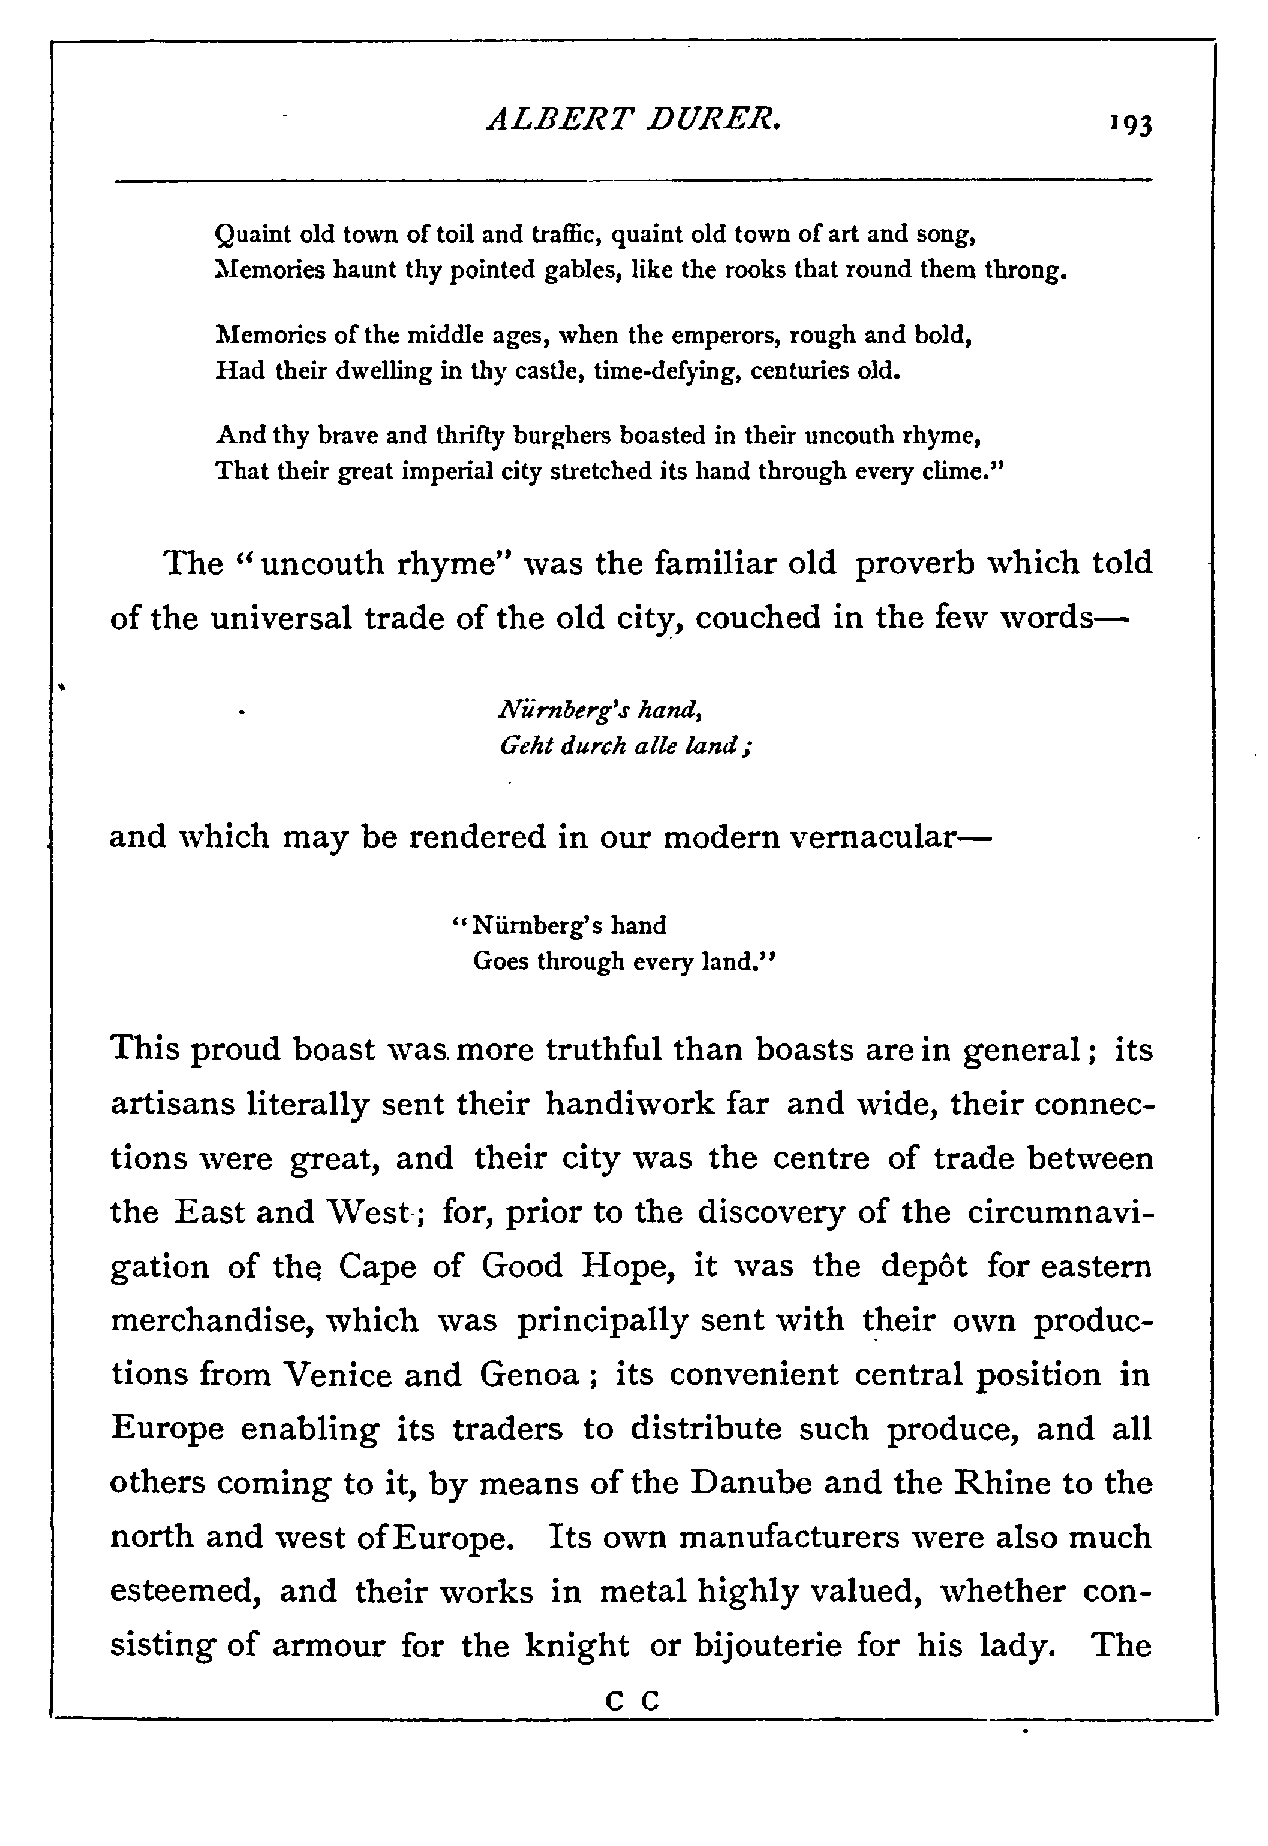 ALBERT DURER. 193
Quaint old town of toil and traffic, quaint old town of art and song,
Memories haunt thy pointed gables, like the rooks that round them throng.
Memories of the middle ages, when the emperors, rough and bold,
Had their dwelling in thy castle, time-defying, centuries old.
And thy brave and thrifty burghers boasted in their uncouth rhyme,
That their great imperial city stretched its hand through every clime."
The "uncouth rhyme" was the familiar old proverb which told
of the universal trade of the old city, couched in the few words—
Nürnberg's hand,
Geht durch alle land;
and which may be rendered in our modern vernacular—
"Nürnberg's hand
Goes through every land."
This proud boast was more truthful than boasts are in general; its
artisans literally sent their handiwork far and wide, their connec-
tions were great, and their city was the centre of trade between
the East and West; for, prior to the discovery of the circumnavi-
gation of the Cape of Good Hope, it was the depôt for eastern
merchandise, which was principally sent with their own produc-
tions from Venice and Genoa; its convenient central position in
Europe enabling its traders to distribute such produce, and all
others coming to it, by means of the Danube and the Rhine to the
north and west of Europe. Its own manufacturers were also much
esteemed, and their works in metal highly valued, whether con-
sisting of armour for the knight or bijouterie for his lady. The
C C